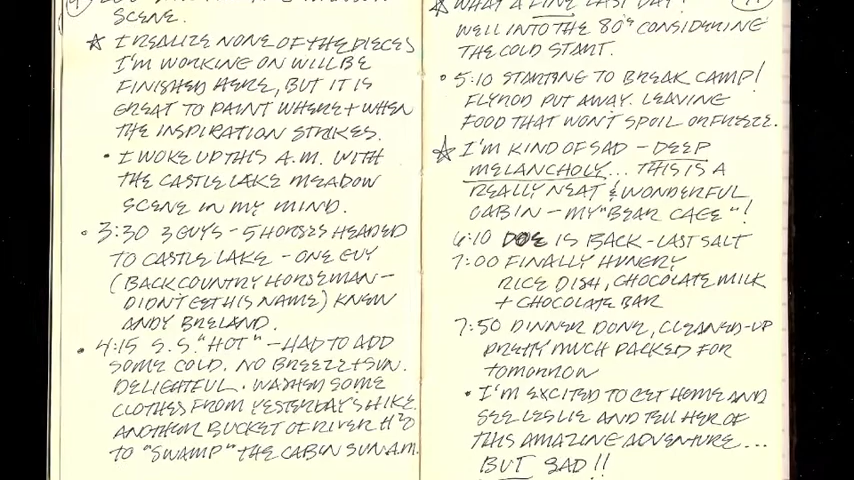 SCENE.
☆ I REALIZE NONE OF THE PIECES
I'M WORKING ON WILL BE
FINISHED HERE, BUT IT IS
GREAT TO PAINT WHERE + WHEN
THE INSPIRATION STRIKES.
• I WOKE UP THIS A.M. WITH
THE CASTLE LAKE MEADOW
SCENE IN MY MIND.
• 3:30 3 GUYS - 5 HORSES HEADED
TO CASTLE LAKE - ONE GUY
(BACKCOUNTRY HORSEMAN -
DIDN'T GET HIS NAME) KNEW
ANDY BRELAND.
• 4:15 S.S. "HOT" - HAD TO ADD
SOME COLD. NO BREEZE + SUN.
DELIGHTFUL. WASHED SOME
CLOTHES FROM YESTERDAY'S HIKE.
ANOTHER BUCKET OF RIVER H2O
TO "SWAMP" THE CABIN SUN A.M.
☆ WHAT A FINE LAST DAY!
WELL INTO THE 80° CONSIDERING
THE COLD START.
• 5:10 STARTING TO BREAK CAMP!
FLYROD PUT AWAY. LEAVING
FOOD THAT WON'T SPOIL OR FREEZE.
☆ I'M KIND OF SAD - DEEP
MELANCHOLY... THIS IS A
REALLY NEAT & WONDERFUL
CABIN - MY "BEAR CAGE"!
6:10 DOE IS BACK - LAST SALT
7:00 FINALLY HUNGRY
RICE DISH, CHOCOLATE MILK
+ CHOCOLATE BAR
7:50 DINNER DONE, CLEANED-UP
PRETTY MUCH PACKED FOR
TOMORROW
• I'M EXCITED TO GET HOME AND
SEE LESLIE AND TELL HER OF
THIS AMAZING ADVENTURE...
BUT SAD!!